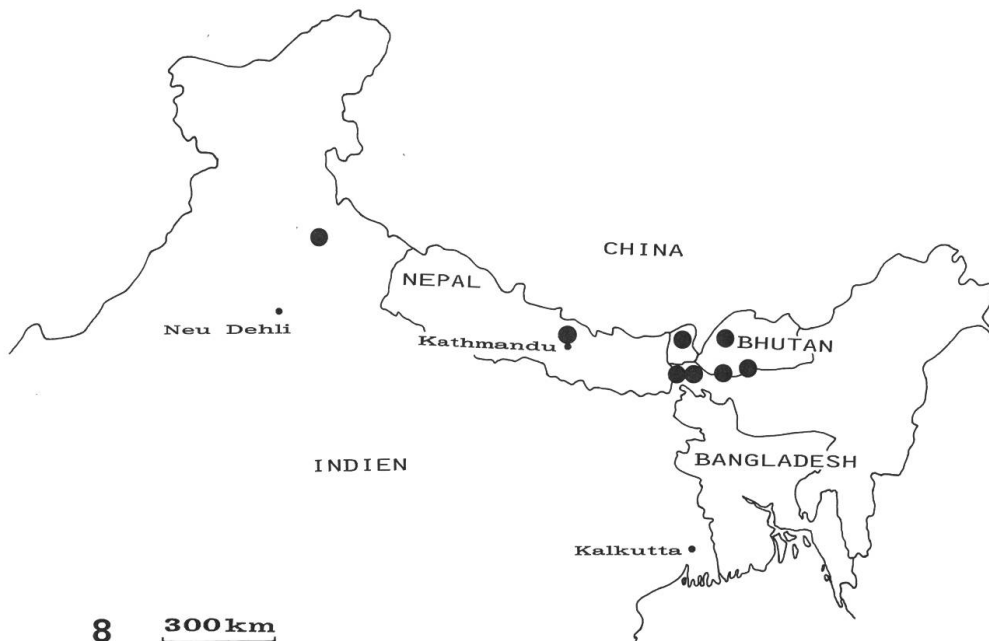 CHINA
NEPAL
Neu Dehli
Kathmandu
BHUTAN
INDIEN
BANGLADESH
Kalkutta
8
300km